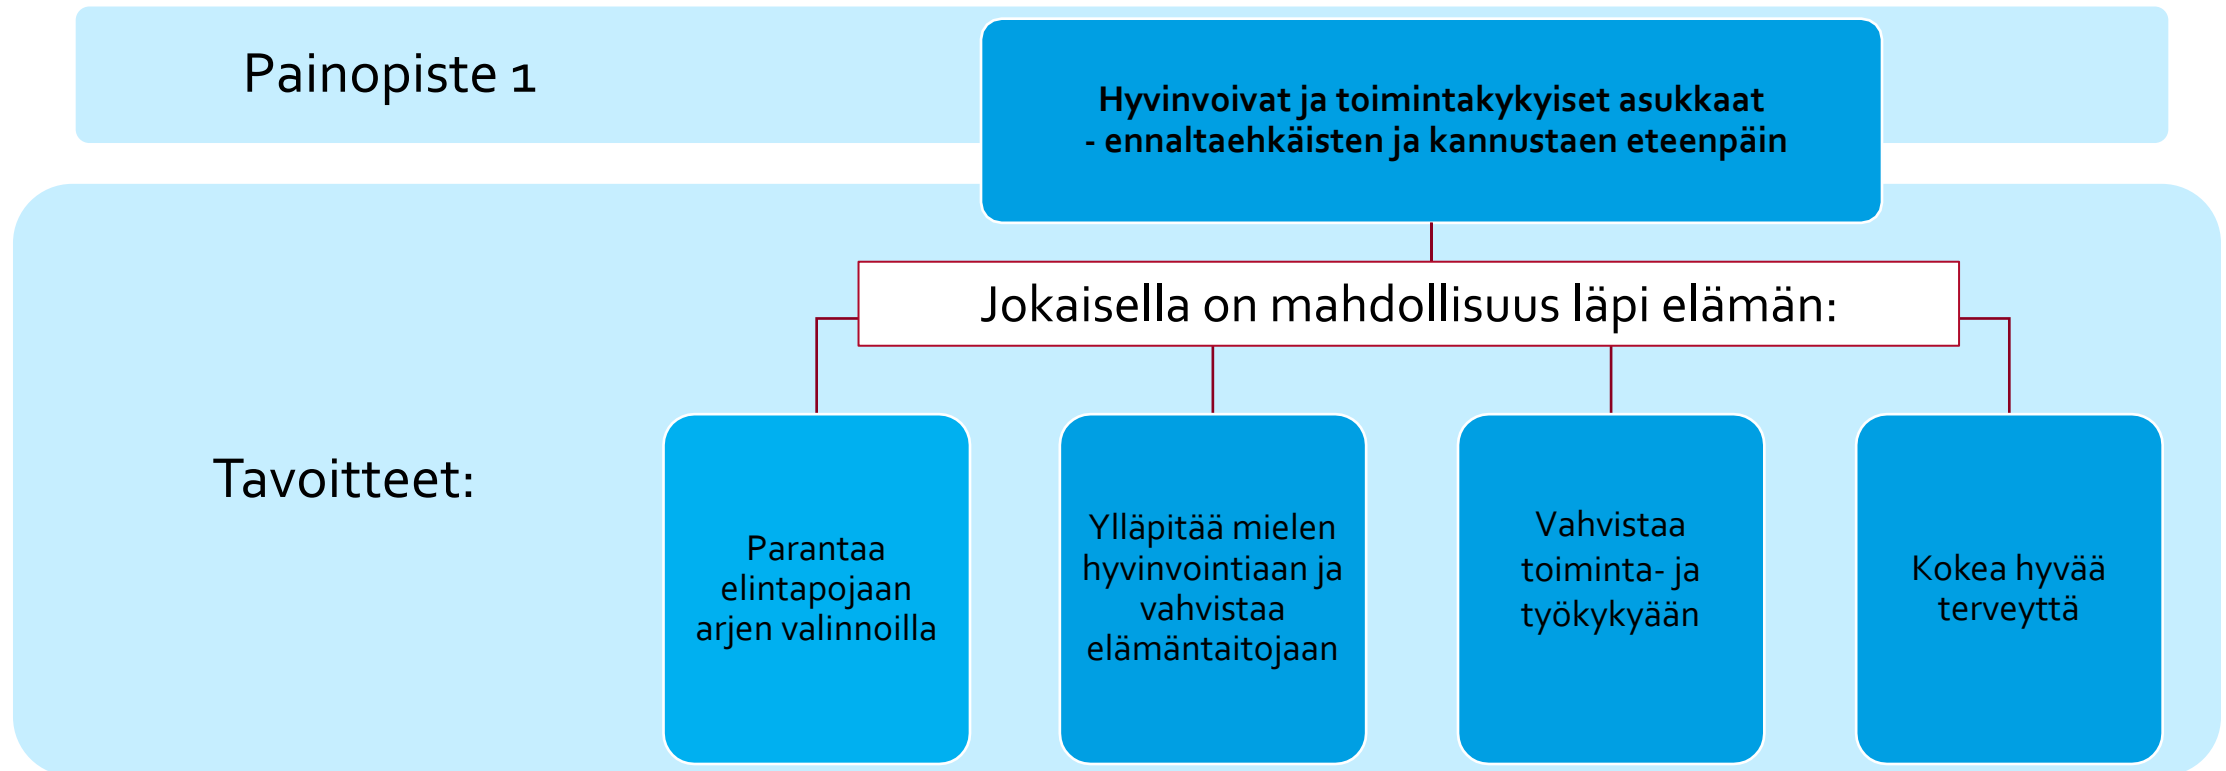 Painopiste 1
Hyvinvoivat ja toimintakykyiset asukkaat
- ennaltaehkäisten ja kannustaen eteenpäin
Jokaisella on mahdollisuus läpi elämän:
Tavoitteet:
Parantaa
elintapojaan
arjen valinnoilla
Ylläpitää mielen
hyvinvointiaan ja
vahvistaa
elämäntaitojaan
Vahvistaa
toiminta- ja
työkykyään
Kokea hyvää
terveyttä